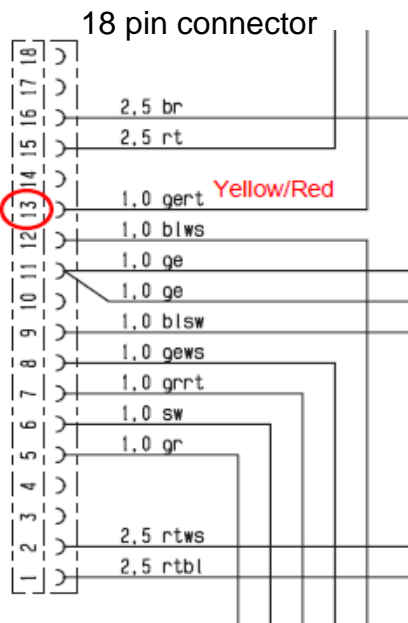 18 pin connector
18
17
16 2,5 br
15 2,5 rt
14
13 1,0 gert Yellow/Red
12 1,0 blws
11 1,0 ge
1,0 ge
10
9 1,0 blsw
8 1,0 gews
7 1,0 grrt
6 1,0 sw
5 1,0 gr
4
3
2 2,5 rtws
1 2,5 rtbl